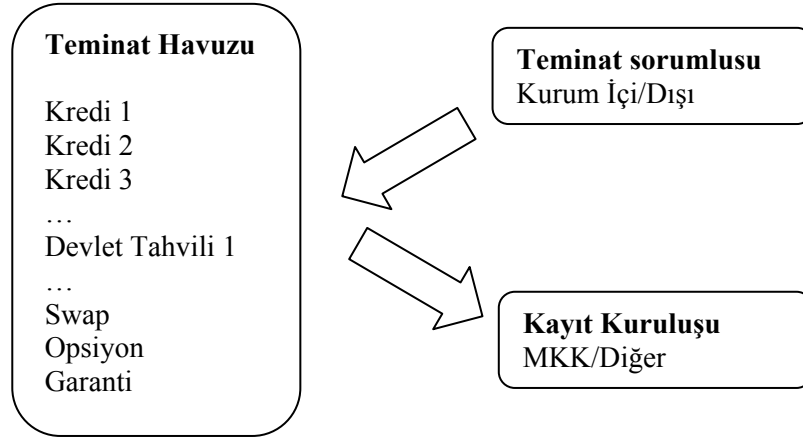 Teminat Havuzu
Kredi 1
Kredi 2
Kredi 3
…
Devlet Tahvili 1
…
Swap
Opsiyon
Garanti
Teminat sorumlusu
Kurum İçi/Dışı
Kayıt Kuruluşu
MKK/Diğer